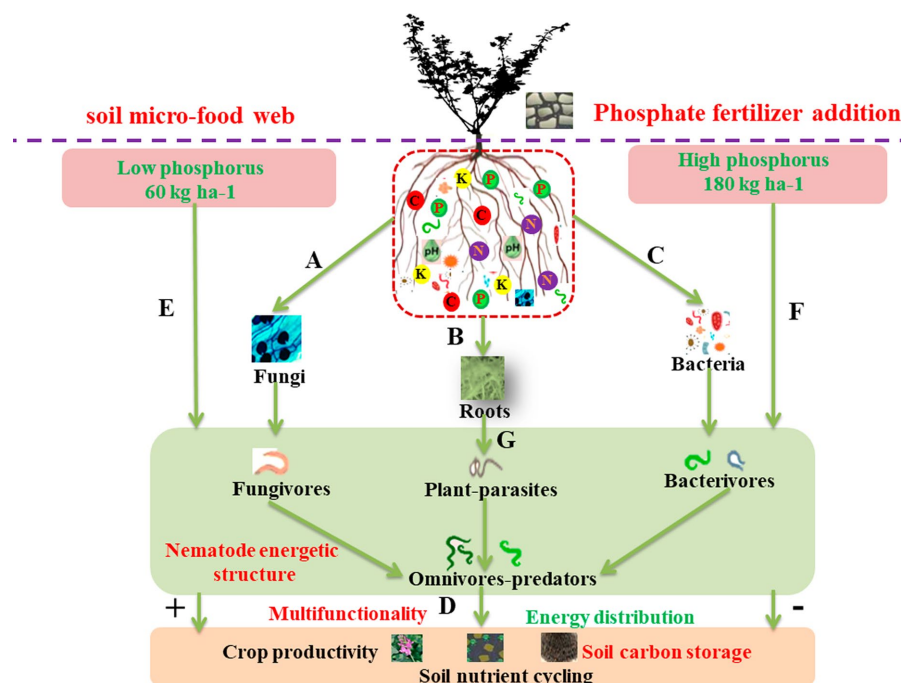 soil micro-food web
Phosphate fertilizer addition
Low phosphorus
60 kg ha-1
High phosphorus
180 kg ha-1
K
P
P
C
P
C
N
pH
N
pH
K
K
N
C
P
A
C
E
B
F
Fungi
Roots
Bacteria
G
Fungivores
Plant-parasites
Bacterivores
Nematode energetic
structure
Omnivores-predators
+
Multifunctionality
D
Energy distribution
-
Crop productivity
Soil carbon storage
Soil nutrient cycling